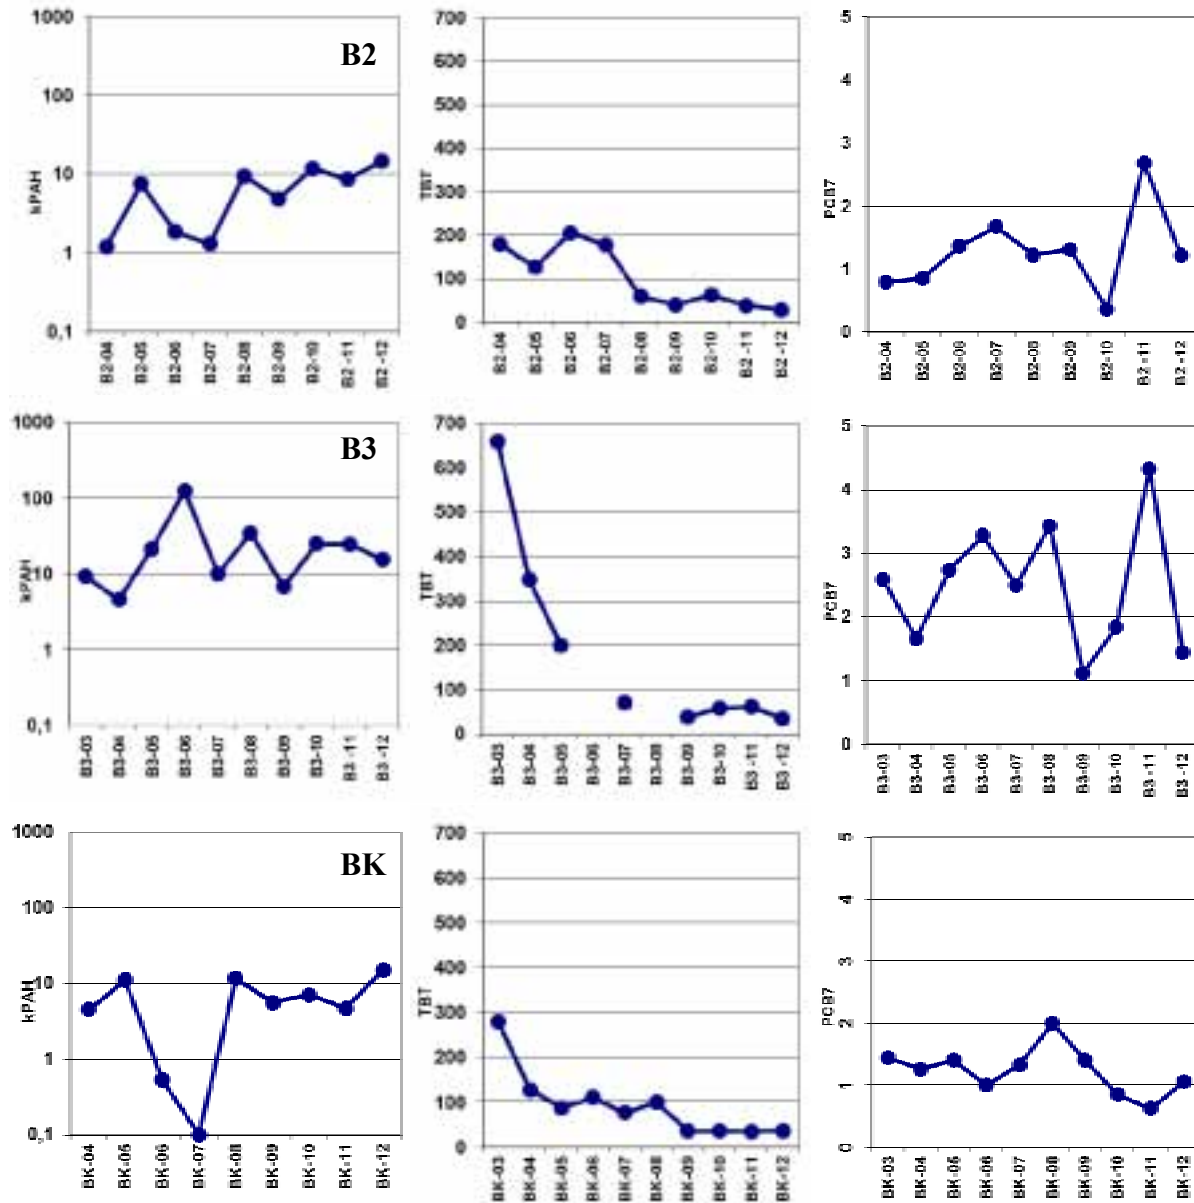 1000
100
10
1
0,1
kPAH
B2
B2-04
B2-05
B2-06
B2-07
B2-08
B2-09
B2-10
B2 -11
B2 -12
700
600
500
400
300
200
100
0
TBT
B2-04
B2-05
B2-06
B2-07
B2-08
B2-09
B2-10
B2 -11
B2 -12
5
4
3
2
1
0
PCB7
B2-04
B2-05
B2-06
B2-07
B2-08
B2-09
B2-10
B2 -11
B2 -12
1000
100
10
1
0,1
kPAH
B3
B3-03
B3-04
B3-05
B3-06
B3-07
B3-08
B3-09
B3-10
B3 -11
B3 -12
700
600
500
400
300
200
100
0
TBT
B3-03
B3-04
B3-05
B3-06
B3-07
B3-08
B3-09
B3-10
B3 -11
B3 -12
5
4
3
2
1
0
PCB7
B3-03
B3-04
B3-05
B3-06
B3-07
B3-08
B3-09
B3-10
B3 -11
B3 -12
1000
100
10
1
0,1
kPAH
BK
BK-04
BK-05
BK-06
BK-07
BK-08
BK-09
BK-10
BK-11
BK-12
700
600
500
400
300
200
100
0
TBT
BK-03
BK-04
BK-05
BK-06
BK-07
BK-08
BK-09
BK-10
BK-11
BK-12
5
4
3
2
1
0
PCB7
BK-03
BK-04
BK-05
BK-06
BK-07
BK-08
BK-09
BK-10
BK-11
BK-12